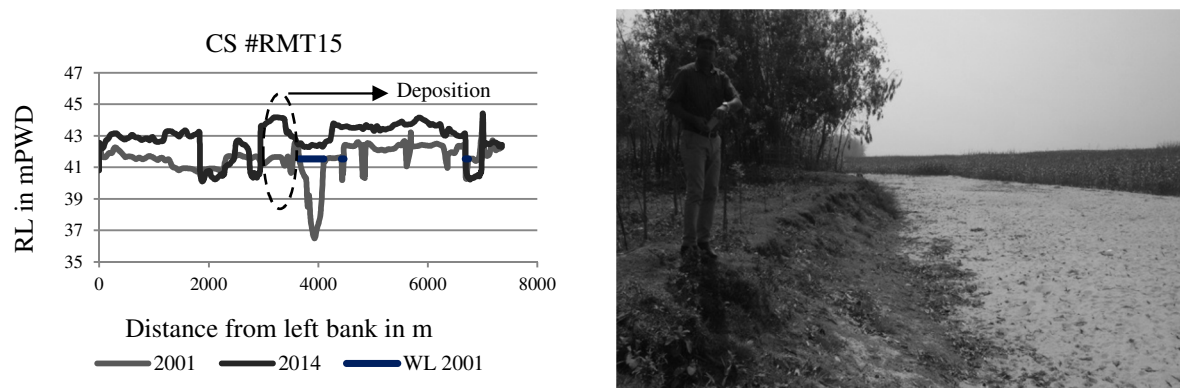 CS #RMT15
47
45
43
41
39
37
35
RL in mPWD
Deposition
0 2000 4000 6000 8000
Distance from left bank in m
2001 2014 WL 2001